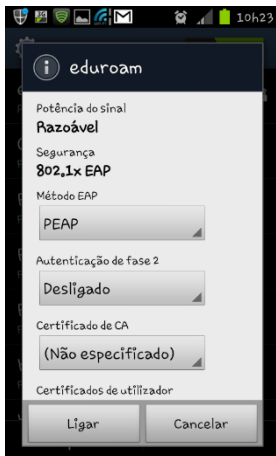 10h23
eduroam
Potência do sinal
Razoável
Segurança
802.1x EAP
Método EAP
PEAP
Autenticação de fase 2
Desligado
Certificado de CA
(Não especificado)
Certificados de utilizador
Ligar
Cancelar